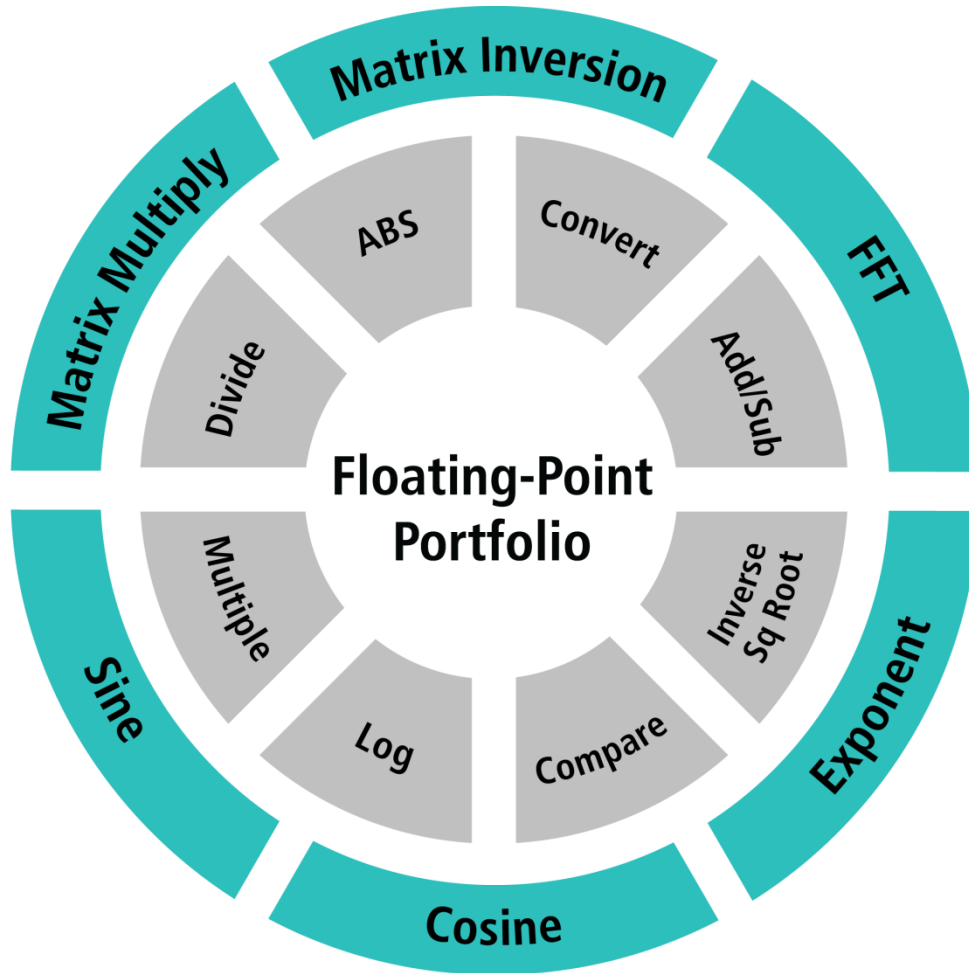 Matrix Inversion
FFT
Exponent
Cosine
Sine
Matrix Multiply
ABS
Convert
Add/Sub
Inverse
Sq Root
Compare
Log
Multiple
Divide
Floating-Point
Portfolio